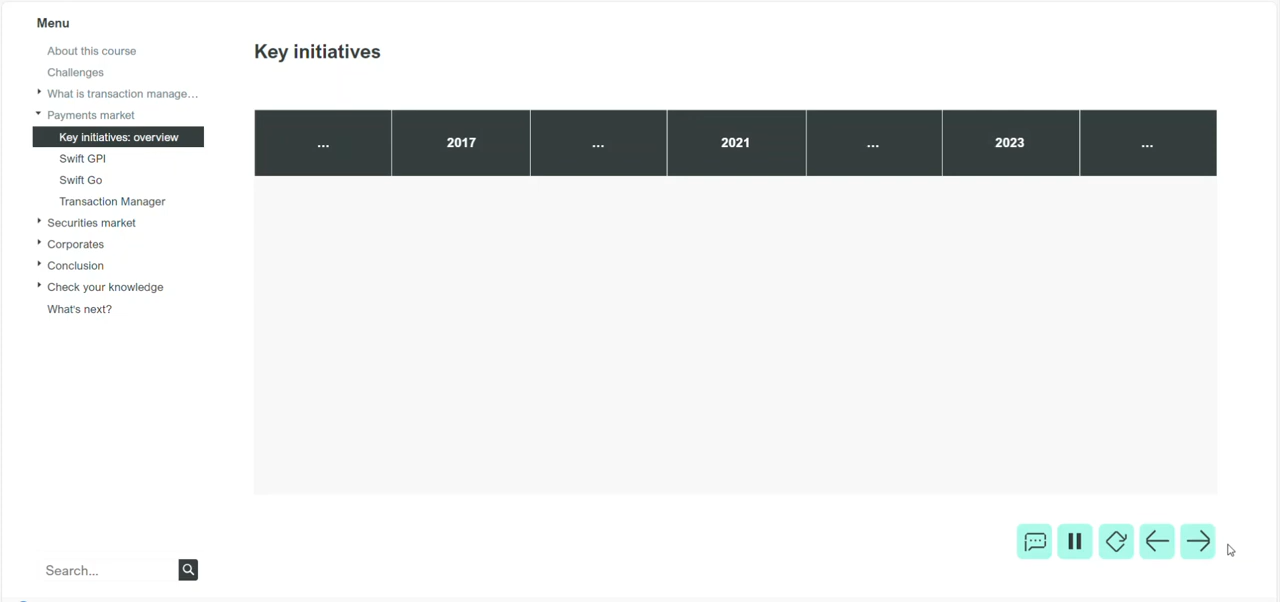 Menu
About this course
Challenges
What is transaction manage...
Payments market
Key initiatives: overview
Swift GPI
Swift Go
Transaction Manager
Securities market
Corporates
Conclusion
Check your knowledge
What's next?
Search...
Key initiatives
... 2017 ... 2021 ... 2023 ...